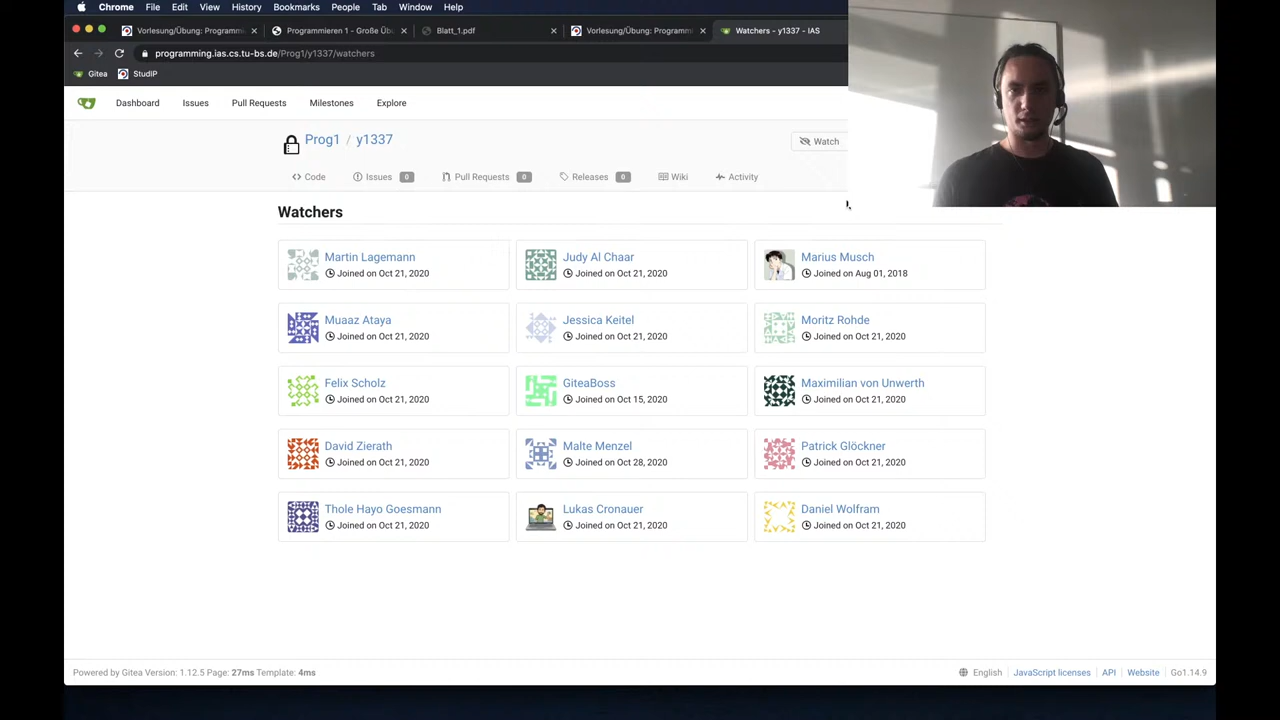 Chrome File Edit View History Bookmarks People Tab Window Help
Vorlesung/Übung: Programmi Programmieren 1 - Große Üb Blatt_1.pdf Vorlesung/Übung: Programmi Watchers - y1337 - IAS
programming.ias.cs.tu-bs.de/Prog1/y1337/watchers
Gitea StudIP
Dashboard Issues Pull Requests Milestones Explore
Prog1 / y1337 Watch
Code Issues 0 Pull Requests 0 Releases 0 Wiki Activity
Watchers
Martin Lagemann Judy Al Chaar Marius Musch
Joined on Oct 21, 2020 Joined on Oct 21, 2020 Joined on Aug 01, 2018
Muaaz Ataya Jessica Keitel Moritz Rohde
Joined on Oct 21, 2020 Joined on Oct 21, 2020 Joined on Oct 21, 2020
Felix Scholz GiteaBoss Maximilian von Unwerth
Joined on Oct 21, 2020 Joined on Oct 15, 2020 Joined on Oct 21, 2020
David Zierath Malte Menzel Patrick Glöckner
Joined on Oct 21, 2020 Joined on Oct 28, 2020 Joined on Oct 21, 2020
Thole Hayo Goesmann Lukas Cronauer Daniel Wolfram
Joined on Oct 21, 2020 Joined on Oct 21, 2020 Joined on Oct 21, 2020
Powered by Gitea Version: 1.12.5 Page: 27ms Template: 4ms English JavaScript licenses API Website Go1.14.9